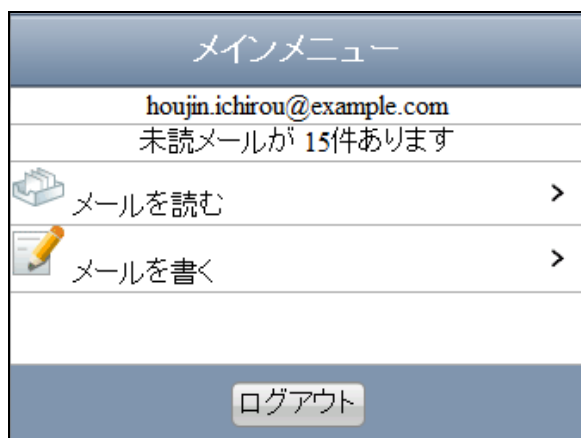 メインメニュー
houjin.ichirou@example.com
未読メールが 15件あります
メールを読む
メールを書く
ログアウト